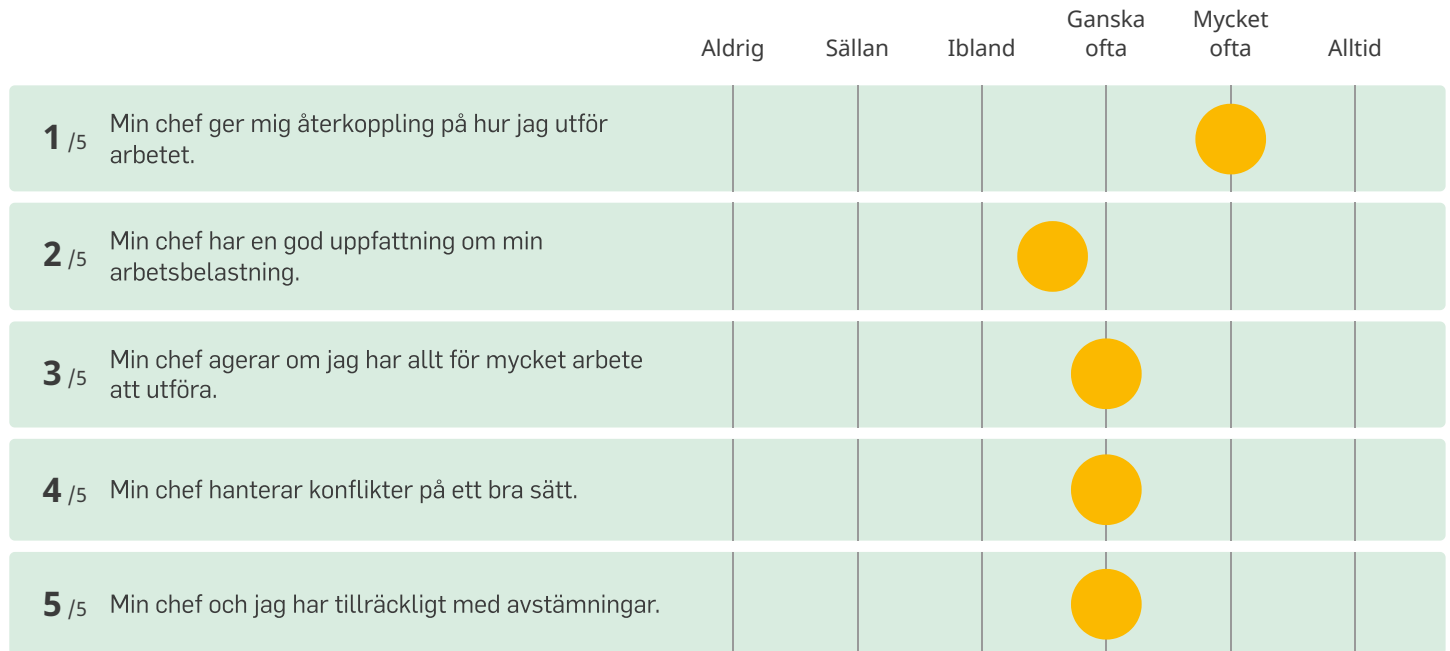 Aldrig Sällan Ibland Ganska ofta Mycket ofta Alltid
1 /5 Min chef ger mig återkoppling på hur jag utför
arbetet.
2 /5 Min chef har en god uppfattning om min
arbetsbelastning.
3 /5 Min chef agerar om jag har allt för mycket arbete
att utföra.
4 /5 Min chef hanterar konflikter på ett bra sätt.
5 /5 Min chef och jag har tillräckligt med avstämningar.